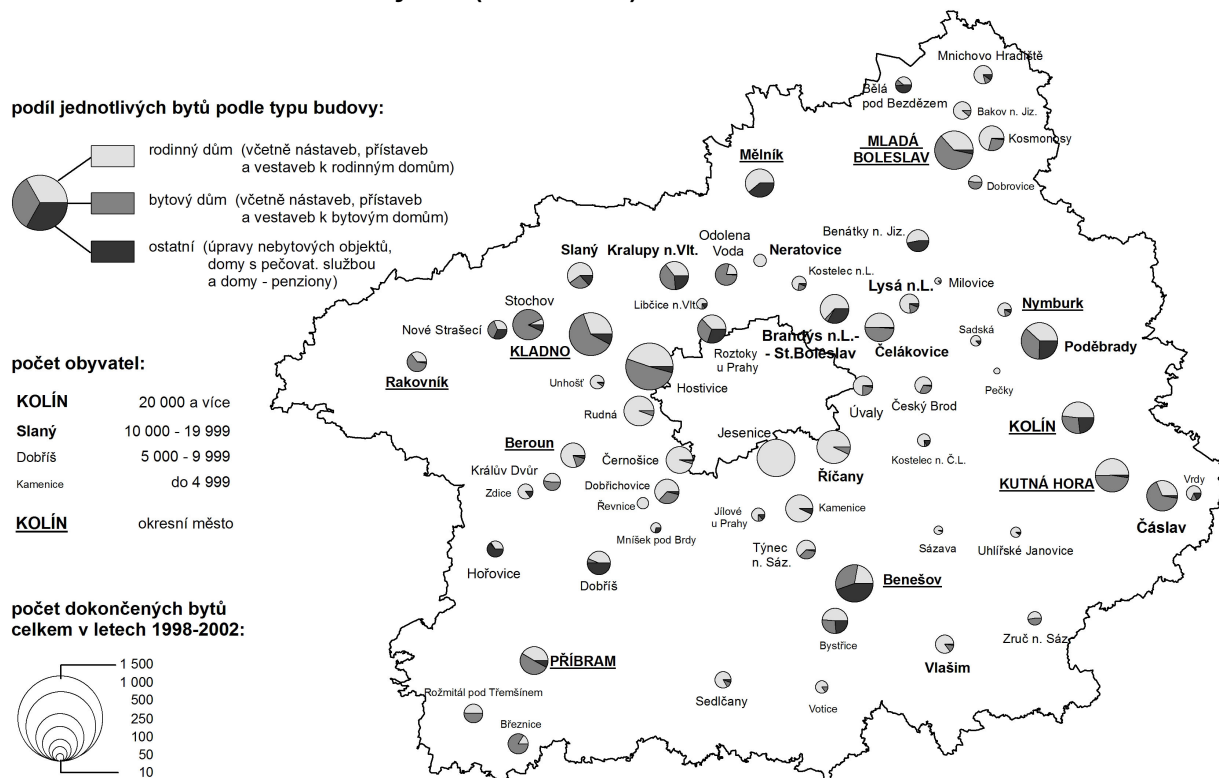 podíl jednotlivých bytů podle typu budovy:
rodinný dům (včetně nástaveb, přístaveb
a vestaveb k rodinným domům)
bytový dům (včetně nástaveb, přístaveb
a vestaveb k bytovým domům)
ostatní (úpravy nebytových objektů,
domy s pečovat. službou
a domy - penziony)
počet obyvatel:
KOLÍN 20 000 a více
Slaný 10 000 - 19 999
Dobříš 5 000 - 9 999
Kamenice do 4 999
KOLÍN okresní město
počet dokončených bytů
celkem v letech 1998-2002:
1 500
1 000
500
250
100
50
10
Mnichovo Hradiště
Bělá
pod Bezdězem
Bakov n. Jiz.
MLADÁ
BOLESLAV
Kosmonosy
Dobrovice
Mělník
Benátky n. Jiz.
Slaný
Kralupy n.Vlt.
Odolena
Voda
Neratovice
Kostelec n.L.
Milovice
Lysá n.L.
Libčice n.Vlt.
Stochov
Nové Strašecí
KLADNO
Roztoky
u Prahy
Brandýs n.L.-
- St.Boleslav
Čelákovice
Nymburk
Sadská
Poděbrady
Rakovník
Unhošť
Hostivice
Pečky
Rudná
Úvaly
Český Brod
KOLÍN
Jesenice
Beroun
Černošice
Říčany
Kostelec n. Č.L.
Králův Dvůr
Zdice
Dobřichovice
Řevnice
KUTNÁ HORA
Vrdy
Čáslav
Kamenice
Jílové
u Prahy
Mníšek pod Brdy
Sázava
Uhlířské Janovice
Týnec
n. Sáz.
Hořovice
Dobříš
Benešov
Bystřice
Zruč n. Sáz.
Vlašim
PŘÍBRAM
Sedlčany
Votice
Rožmitál pod Třemšínem
Březnice